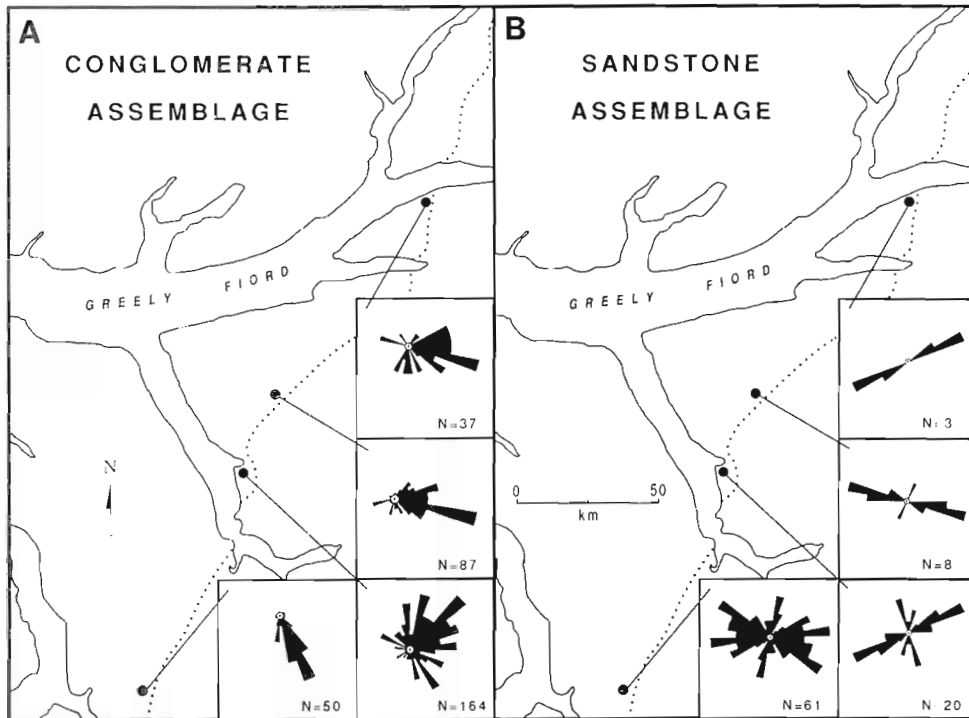 A
CONGLOMERATE
ASSEMBLAGE
GREELY FIORD
N
N=37
N=87
N=50
N=164
B
SANDSTONE
ASSEMBLAGE
GREELY FIORD
0 50
km
N=3
N=8
N=61
N=20